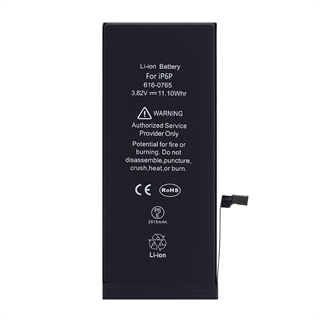 Li-ion Battery
For iP6P
616-0765
3.82V ⎓ 11.10Whr
⚠ WARNING
Authorized Service
Provider Only
Potential for fire or
burning. Do not
disassemble,puncture,
crush,heat,or burn
CE RoHS
2915mAh
Li-ion